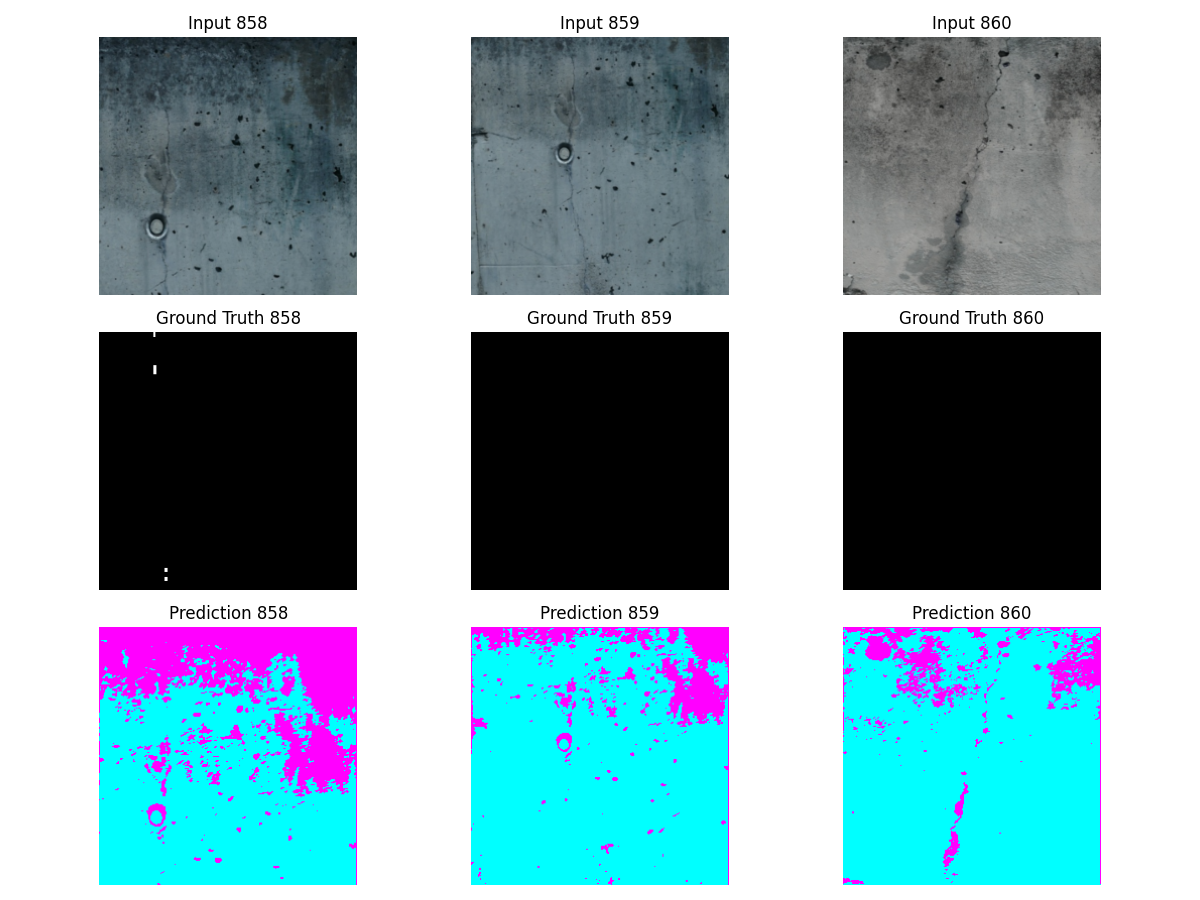 Input 858
Input 859
Input 860
Ground Truth 858
Ground Truth 859
Ground Truth 860
Prediction 858
Prediction 859
Prediction 860